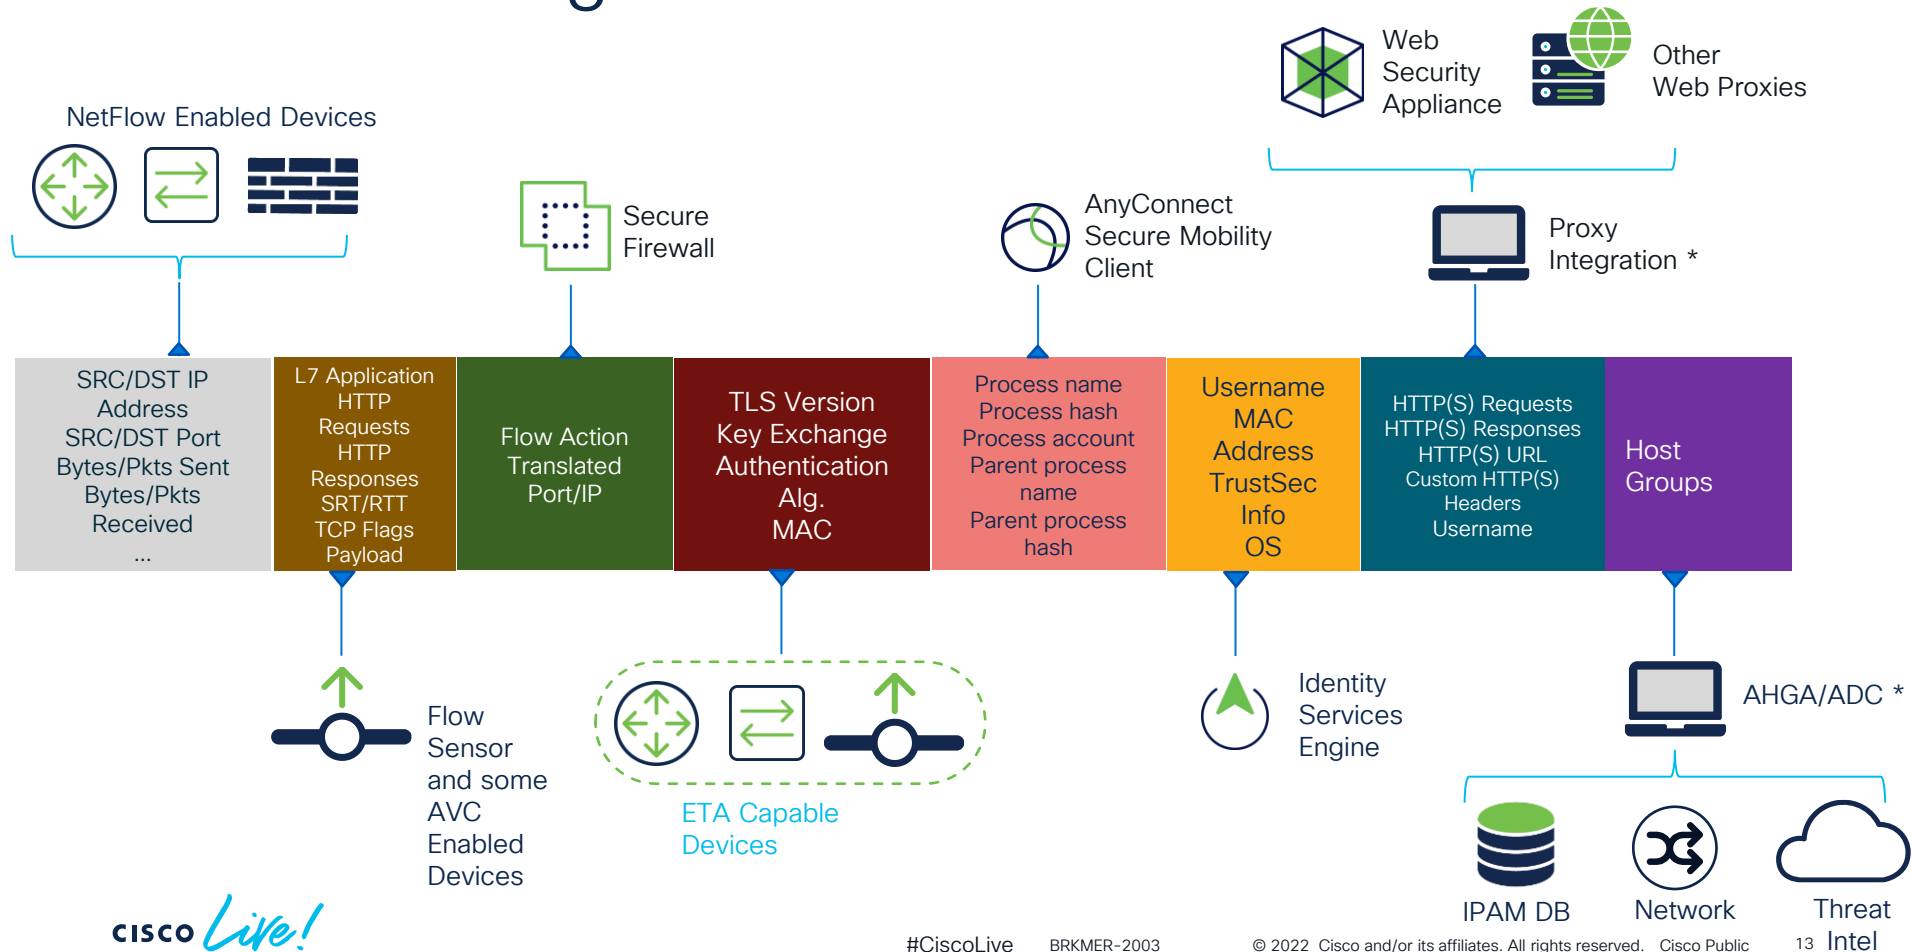 Web
Security
Appliance
Other
Web Proxies
NetFlow Enabled Devices
Secure
Firewall
AnyConnect
Secure Mobility
Client
Proxy
Integration *
SRC/DST IP
Address
SRC/DST Port
Bytes/Pkts Sent
Bytes/Pkts
Received
...
L7 Application
HTTP
Requests
HTTP
Responses
SRT/RTT
TCP Flags
Payload
Flow Action
Translated
Port/IP
TLS Version
Key Exchange
Authentication
Alg.
MAC
Process name
Process hash
Process account
Parent process
name
Parent process
hash
Username
MAC
Address
TrustSec
Info
OS
HTTP(S) Requests
HTTP(S) Responses
HTTP(S) URL
Custom HTTP(S)
Headers
Username
Host
Groups
Flow
Sensor
and some
AVC
Enabled
Devices
ETA Capable
Devices
Identity
Services
Engine
AHGA/ADC *
IPAM DB
Network
Threat
Intel
CISCO Live!
#CiscoLive
BRKMER-2003
© 2022 Cisco and/or its affiliates. All rights reserved. Cisco Public
13